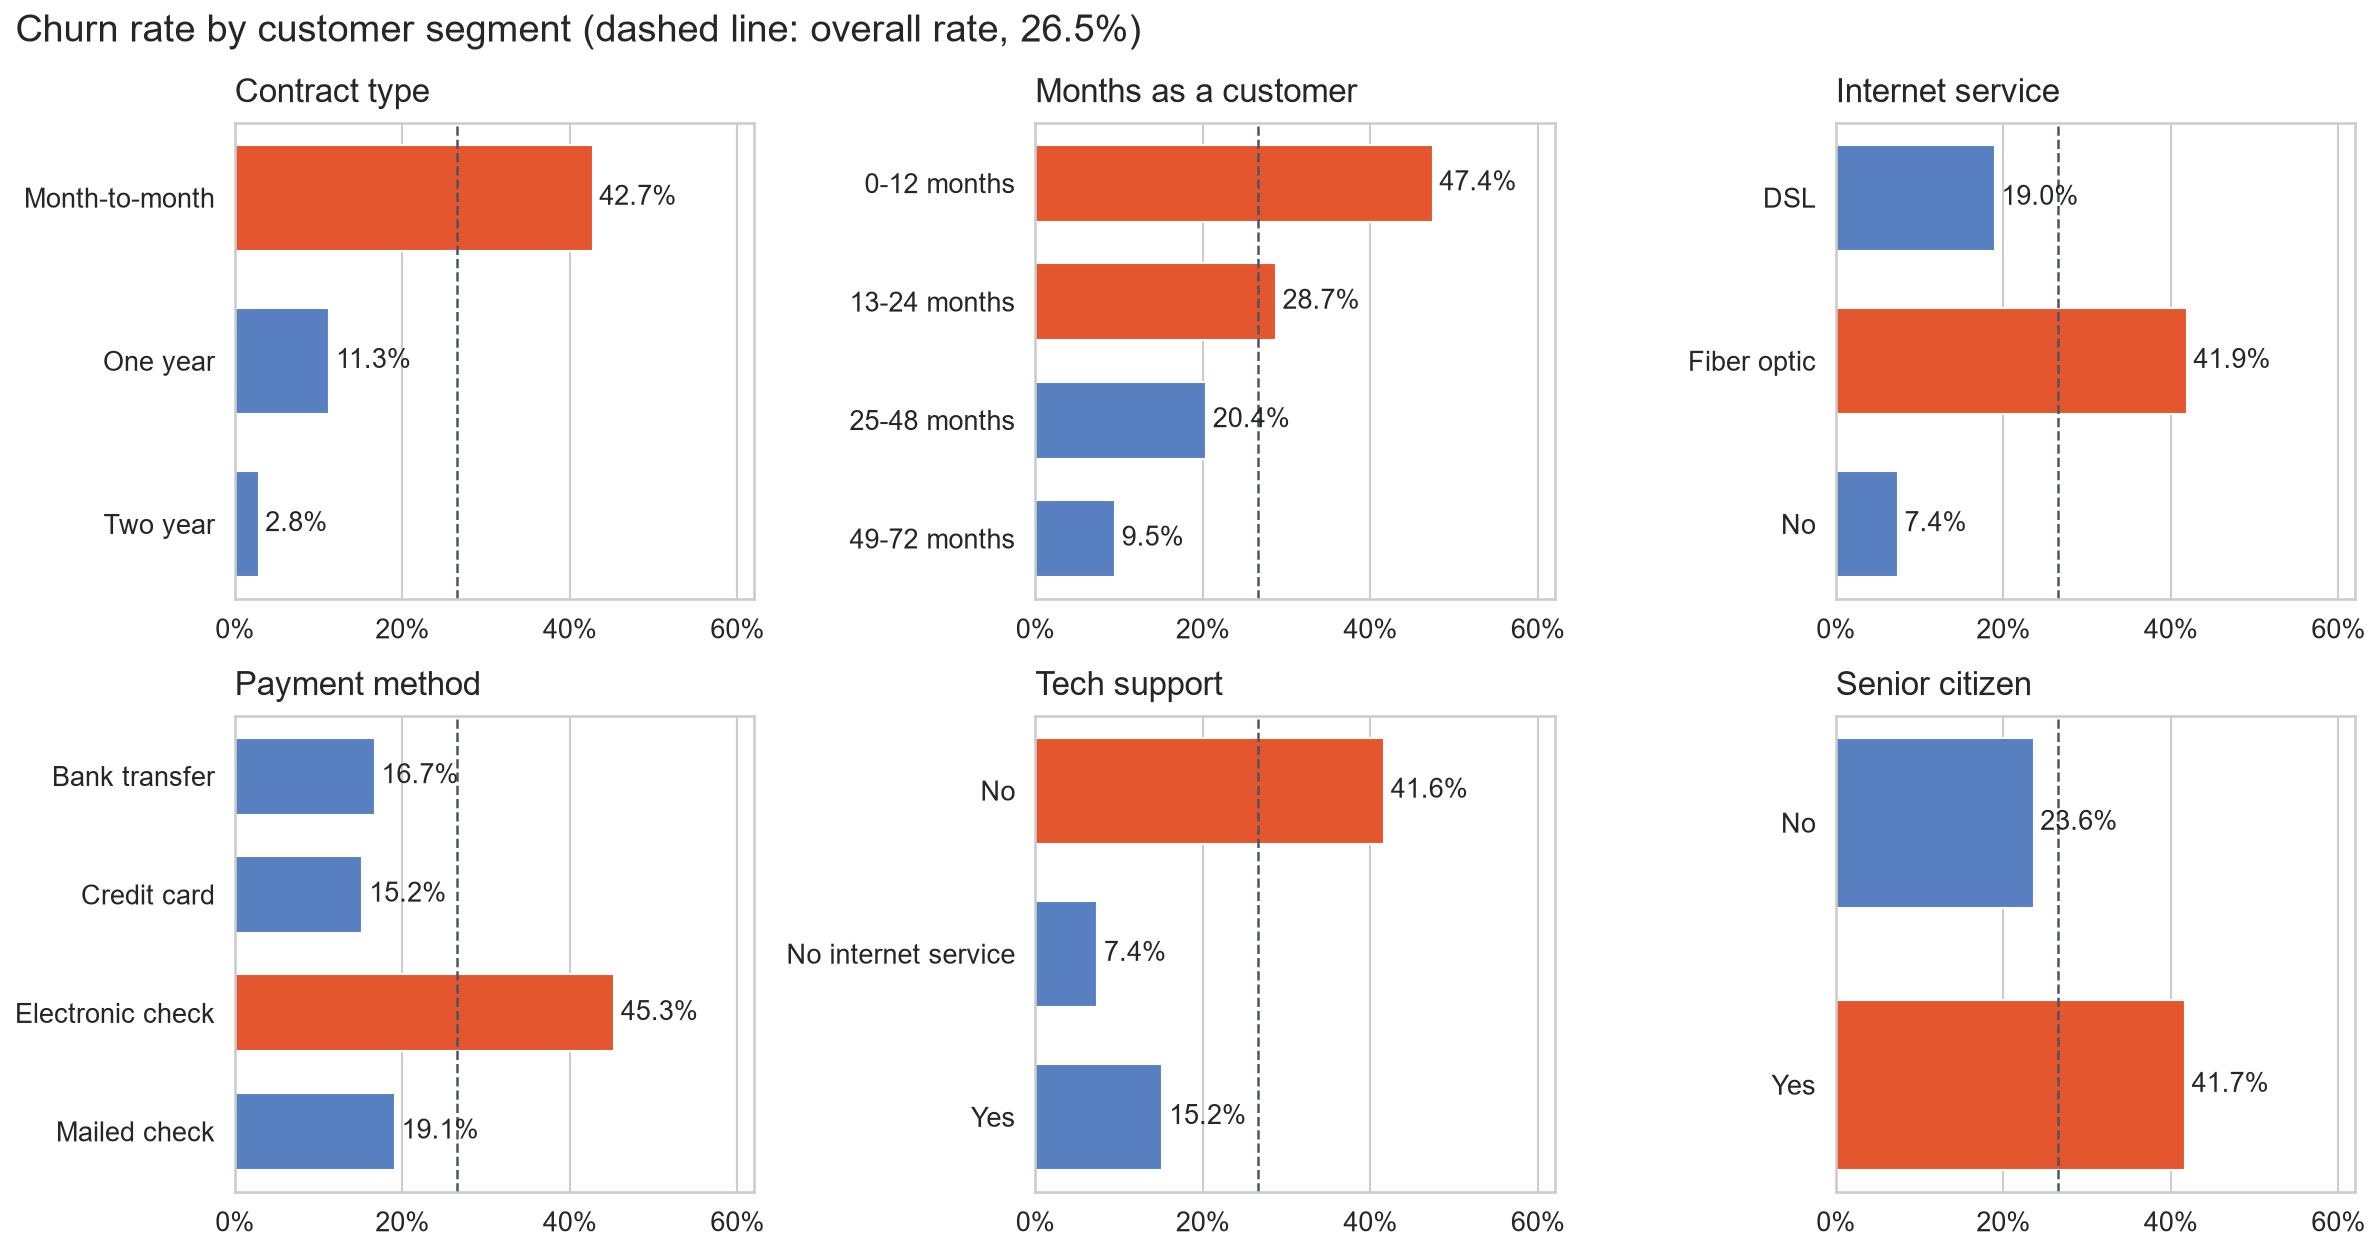 Churn rate by customer segment (dashed line: overall rate, 26.5%)
Contract type
Month-to-month
42.7%
One year
11.3%
Two year
2.8%
0%
20%
40%
60%
Months as a customer
0-12 months
47.4%
13-24 months
28.7%
25-48 months
20.4%
49-72 months
9.5%
0%
20%
40%
60%
Internet service
DSL
19.0%
Fiber optic
41.9%
No
7.4%
0%
20%
40%
60%
Payment method
Bank transfer
16.7%
Credit card
15.2%
Electronic check
45.3%
Mailed check
19.1%
0%
20%
40%
60%
Tech support
No
41.6%
No internet service
7.4%
Yes
15.2%
0%
20%
40%
60%
Senior citizen
No
23.6%
Yes
41.7%
0%
20%
40%
60%